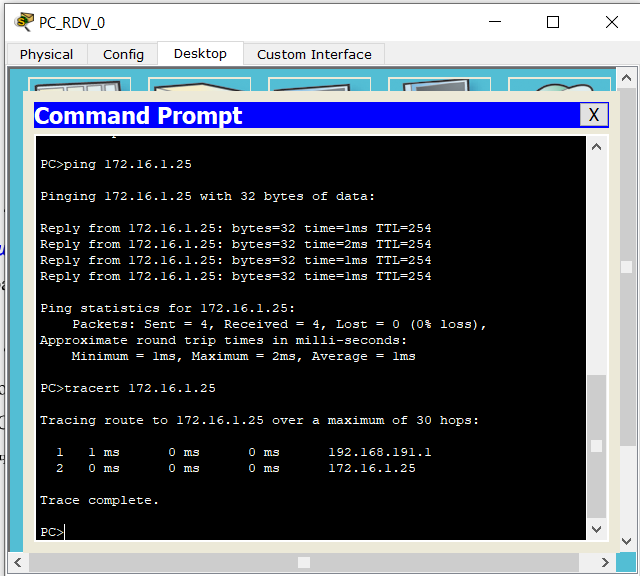 PC_RDV_0
Physical Config Desktop Custom Interface
Command Prompt X
PC>ping 172.16.1.25
Pinging 172.16.1.25 with 32 bytes of data:
Reply from 172.16.1.25: bytes=32 time=1ms TTL=254
Reply from 172.16.1.25: bytes=32 time=2ms TTL=254
Reply from 172.16.1.25: bytes=32 time=1ms TTL=254
Reply from 172.16.1.25: bytes=32 time=1ms TTL=254
Ping statistics for 172.16.1.25:
Packets: Sent = 4, Received = 4, Lost = 0 (0% loss),
Approximate round trip times in milli-seconds:
Minimum = 1ms, Maximum = 2ms, Average = 1ms
PC>tracert 172.16.1.25
Tracing route to 172.16.1.25 over a maximum of 30 hops:
1 1 ms 0 ms 0 ms 192.168.191.1
2 0 ms 0 ms 0 ms 172.16.1.25
Trace complete.
PC>